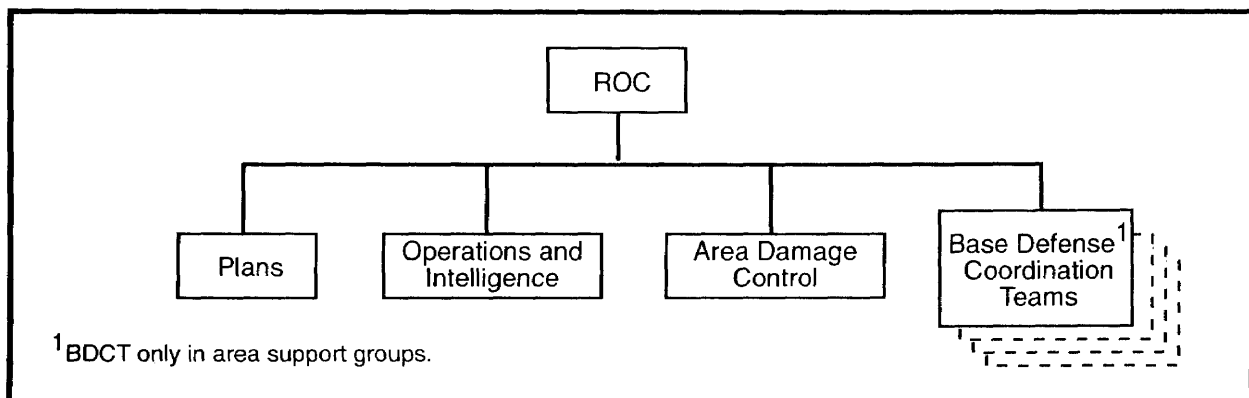 ROC
Plans
Operations and
Intelligence
Area Damage
Control
Base Defense1
Coordination
Teams
1BDCT only in area support groups.